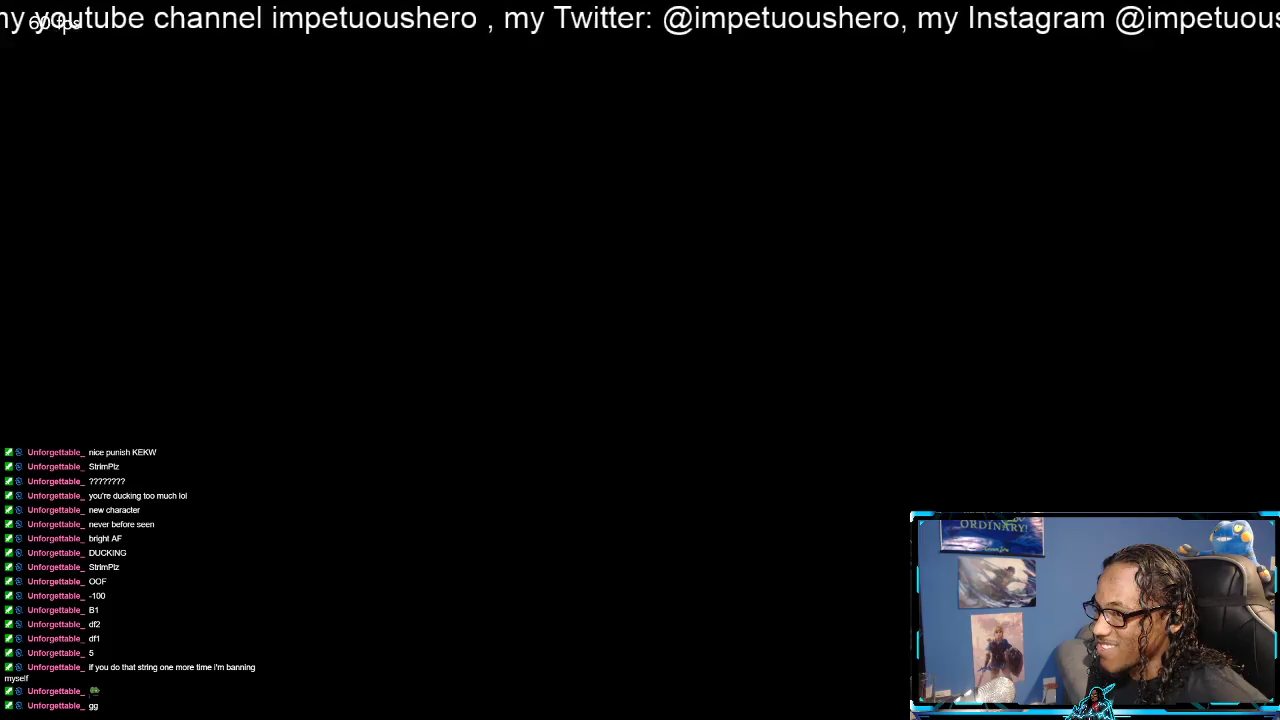 my youtube channel impetuoushero , my Twitter: @impetuoushero, my Instagram @impetuous
60 fps
Unforgettable_ nice punish KEKW
Unforgettable_ StrimPlz
Unforgettable_ ????????
Unforgettable_ you're ducking too much lol
Unforgettable_ new character
Unforgettable_ never before seen
Unforgettable_ bright AF
Unforgettable_ DUCKING
Unforgettable_ StrimPlz
Unforgettable_ OOF
Unforgettable_ -100
Unforgettable_ B1
Unforgettable_ df2
Unforgettable_ df1
Unforgettable_ 5
Unforgettable_ If you do that string one more time i'm banning
myself
Unforgettable_
Unforgettable_ gg
ORDINARY!